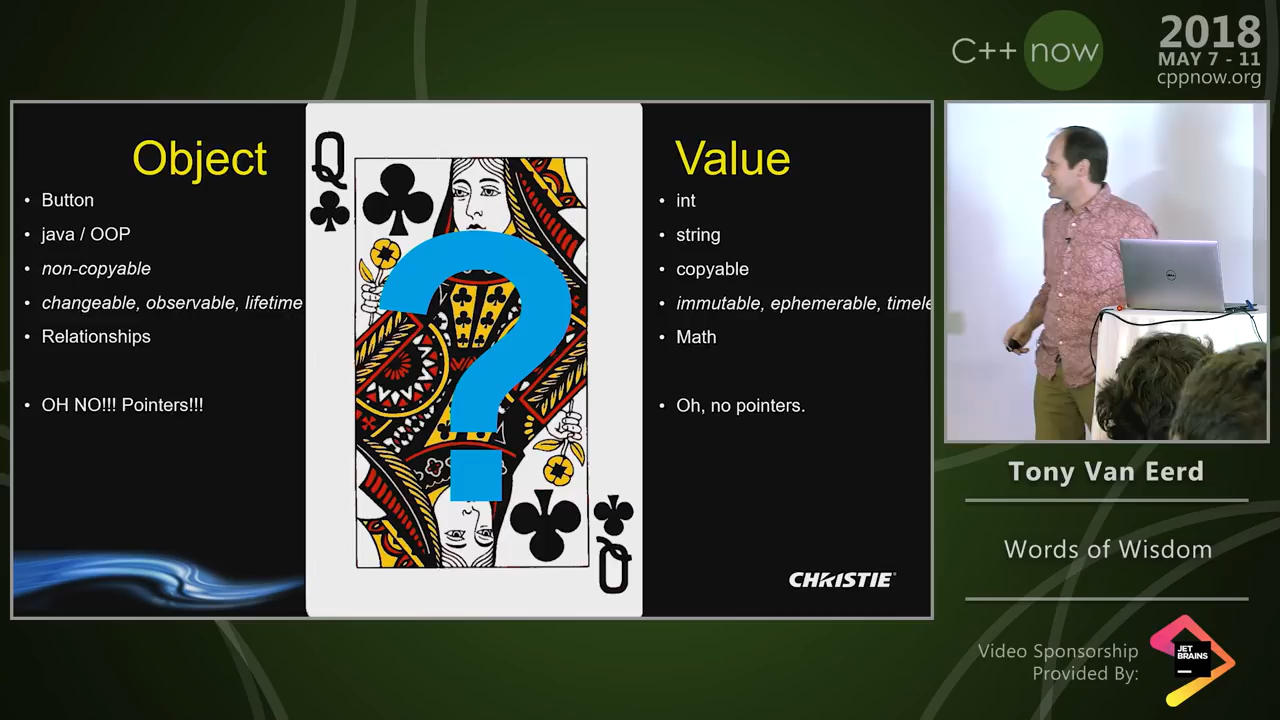 C++ now
2018
MAY 7 - 11
cppnow.org
Object
• Button
• java / OOP
• non-copyable
• changeable, observable, lifetime
• Relationships
• OH NO!!! Pointers!!!
Q
Q
Value
• int
• string
• copyable
• immutable, ephemerable, timele
• Math
• Oh, no pointers.
CHRISTIE
DELL
Tony Van Eerd
Words of Wisdom
Video Sponsorship
Provided By:
JET
BRAINS